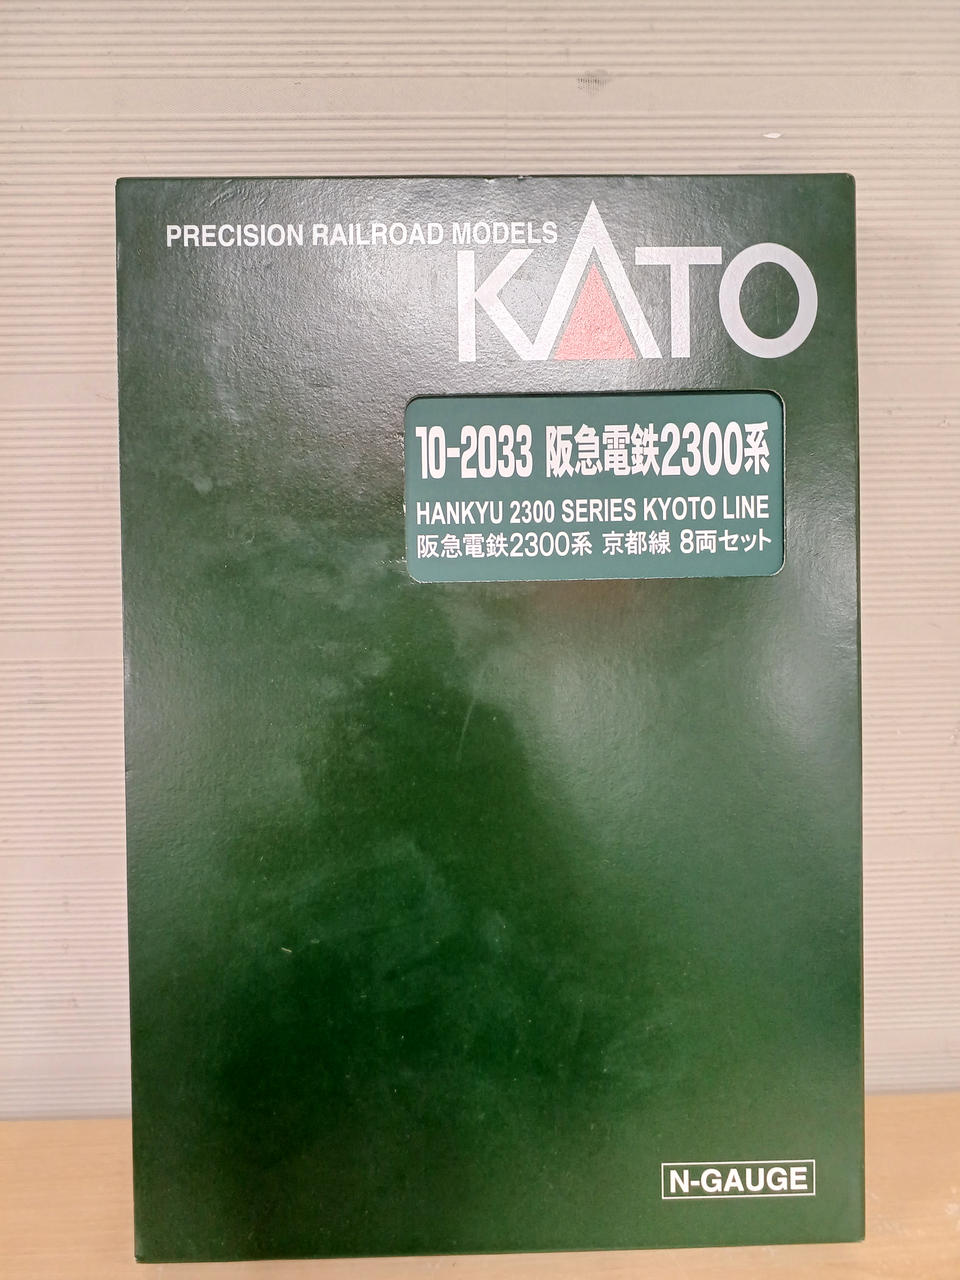 PRECISION RAILROAD MODELS
KATO
10-2033 阪急電鉄2300系
HANKYU 2300 SERIES KYOTO LINE
阪急電鉄2300系 京都線 8両セット
N-GAUGE